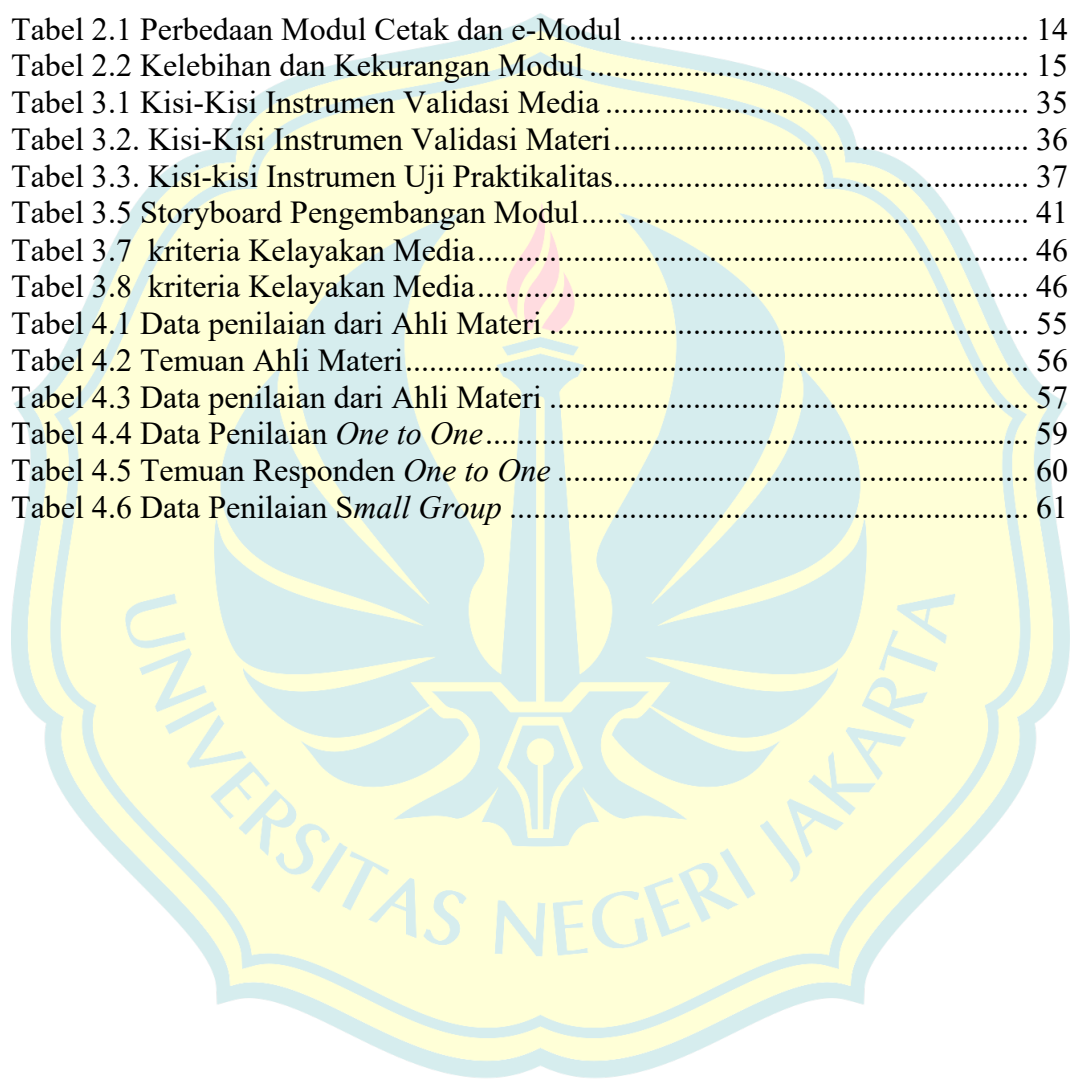 Tabel 2.1 Perbedaan Modul Cetak dan e-Modul ........................................................ 14
Tabel 2.2 Kelebihan dan Kekurangan Modul ............................................................. 15
Tabel 3.1 Kisi-Kisi Instrumen Validasi Media ........................................................... 35
Tabel 3.2. Kisi-Kisi Instrumen Validasi Materi.......................................................... 36
Tabel 3.3. Kisi-kisi Instrumen Uji Praktikalitas.......................................................... 37
Tabel 3.5 Storyboard Pengembangan Modul.............................................................. 41
Tabel 3.7  kriteria Kelayakan Media............................................................................ 46
Tabel 3.8  kriteria Kelayakan Media............................................................................ 46
Tabel 4.1 Data penilaian dari Ahli Materi ................................................................... 55
Tabel 4.2 Temuan Ahli Materi..................................................................................... 56
Tabel 4.3 Data penilaian dari Ahli Materi ................................................................... 57
Tabel 4.4 Data Penilaian One to One........................................................................... 59
Tabel 4.5 Temuan Responden One to One .................................................................. 60
Tabel 4.6 Data Penilaian Small Group ........................................................................ 61
UNIVERSITAS NEGERI JAKARTA